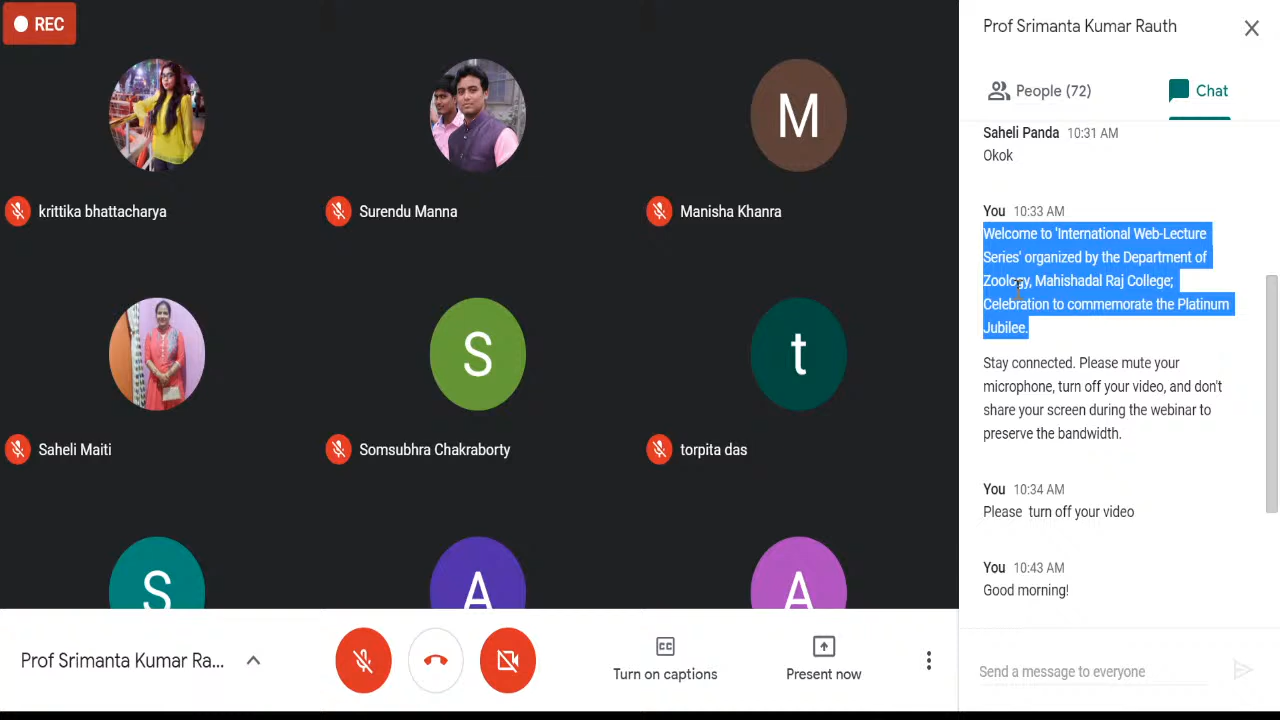 REC
krittika bhattacharya
Surendu Manna
M
Manisha Khanra
Saheli Maiti
S
Somsubhra Chakraborty
t
torpita das
S
A
A
Prof Srimanta Kumar Ra...
CC
Turn on captions
Present now
Prof Srimanta Kumar Rauth
People (72)
Chat
Saheli Panda 10:31 AM
Okok
You 10:33 AM
Welcome to 'International Web-Lecture
Series' organized by the Department of
Zoology, Mahishadal Raj College;
Celebration to commemorate the Platinum
Jubilee.
Stay connected. Please mute your
microphone, turn off your video, and don't
share your screen during the webinar to
preserve the bandwidth.
You 10:34 AM
Please turn off your video
You 10:43 AM
Good morning!
Send a message to everyone